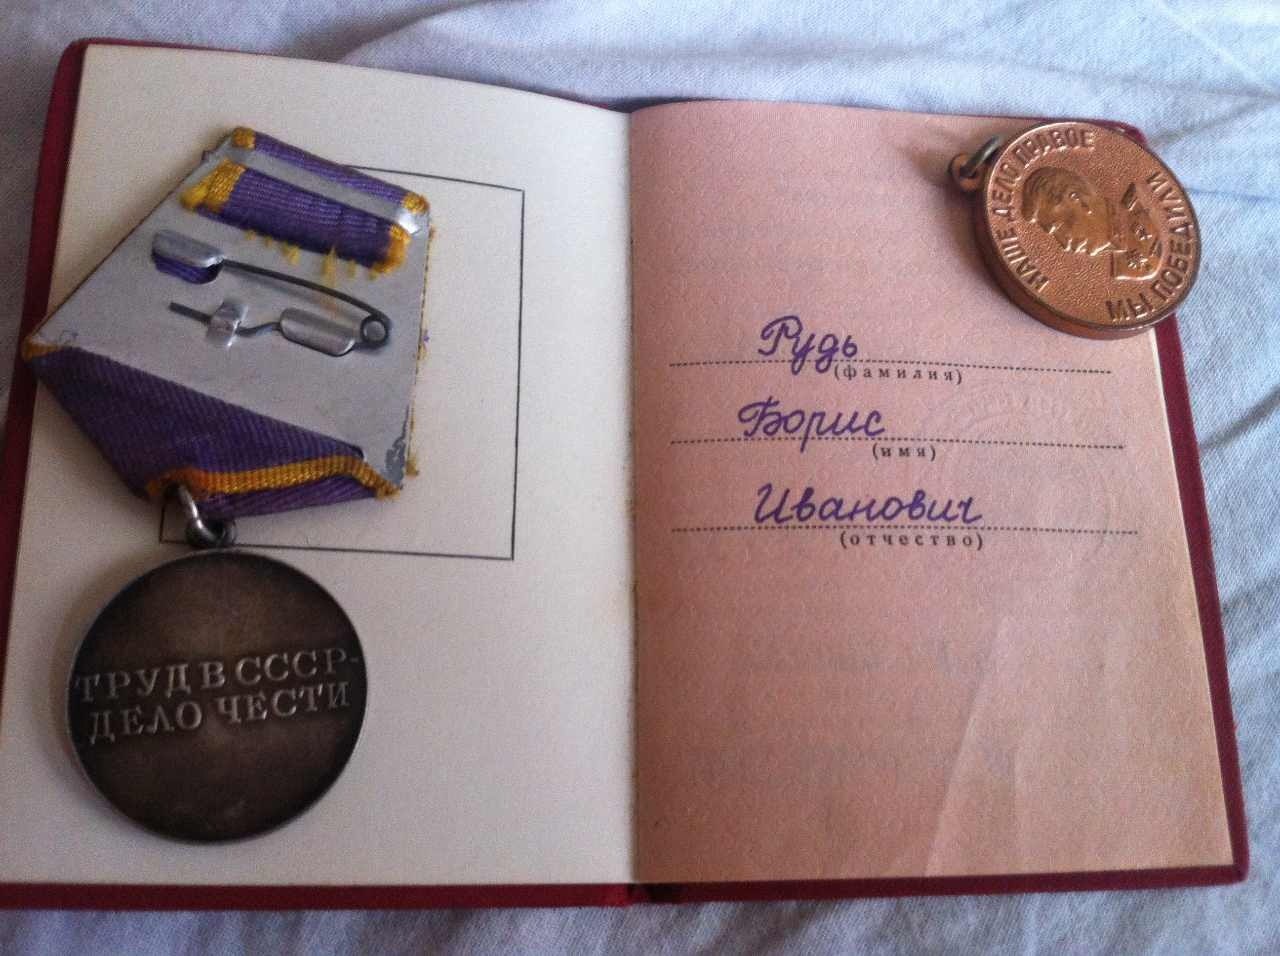 НАШЕ ДЕЛО ПРАВОЕ
МЫ ПОБЕДИЛИ
Рудь
(фамилия)
Борис
(имя)
Иванович
(отчество)
ТРУД В СССР-
ДЕЛО ЧЕСТИ